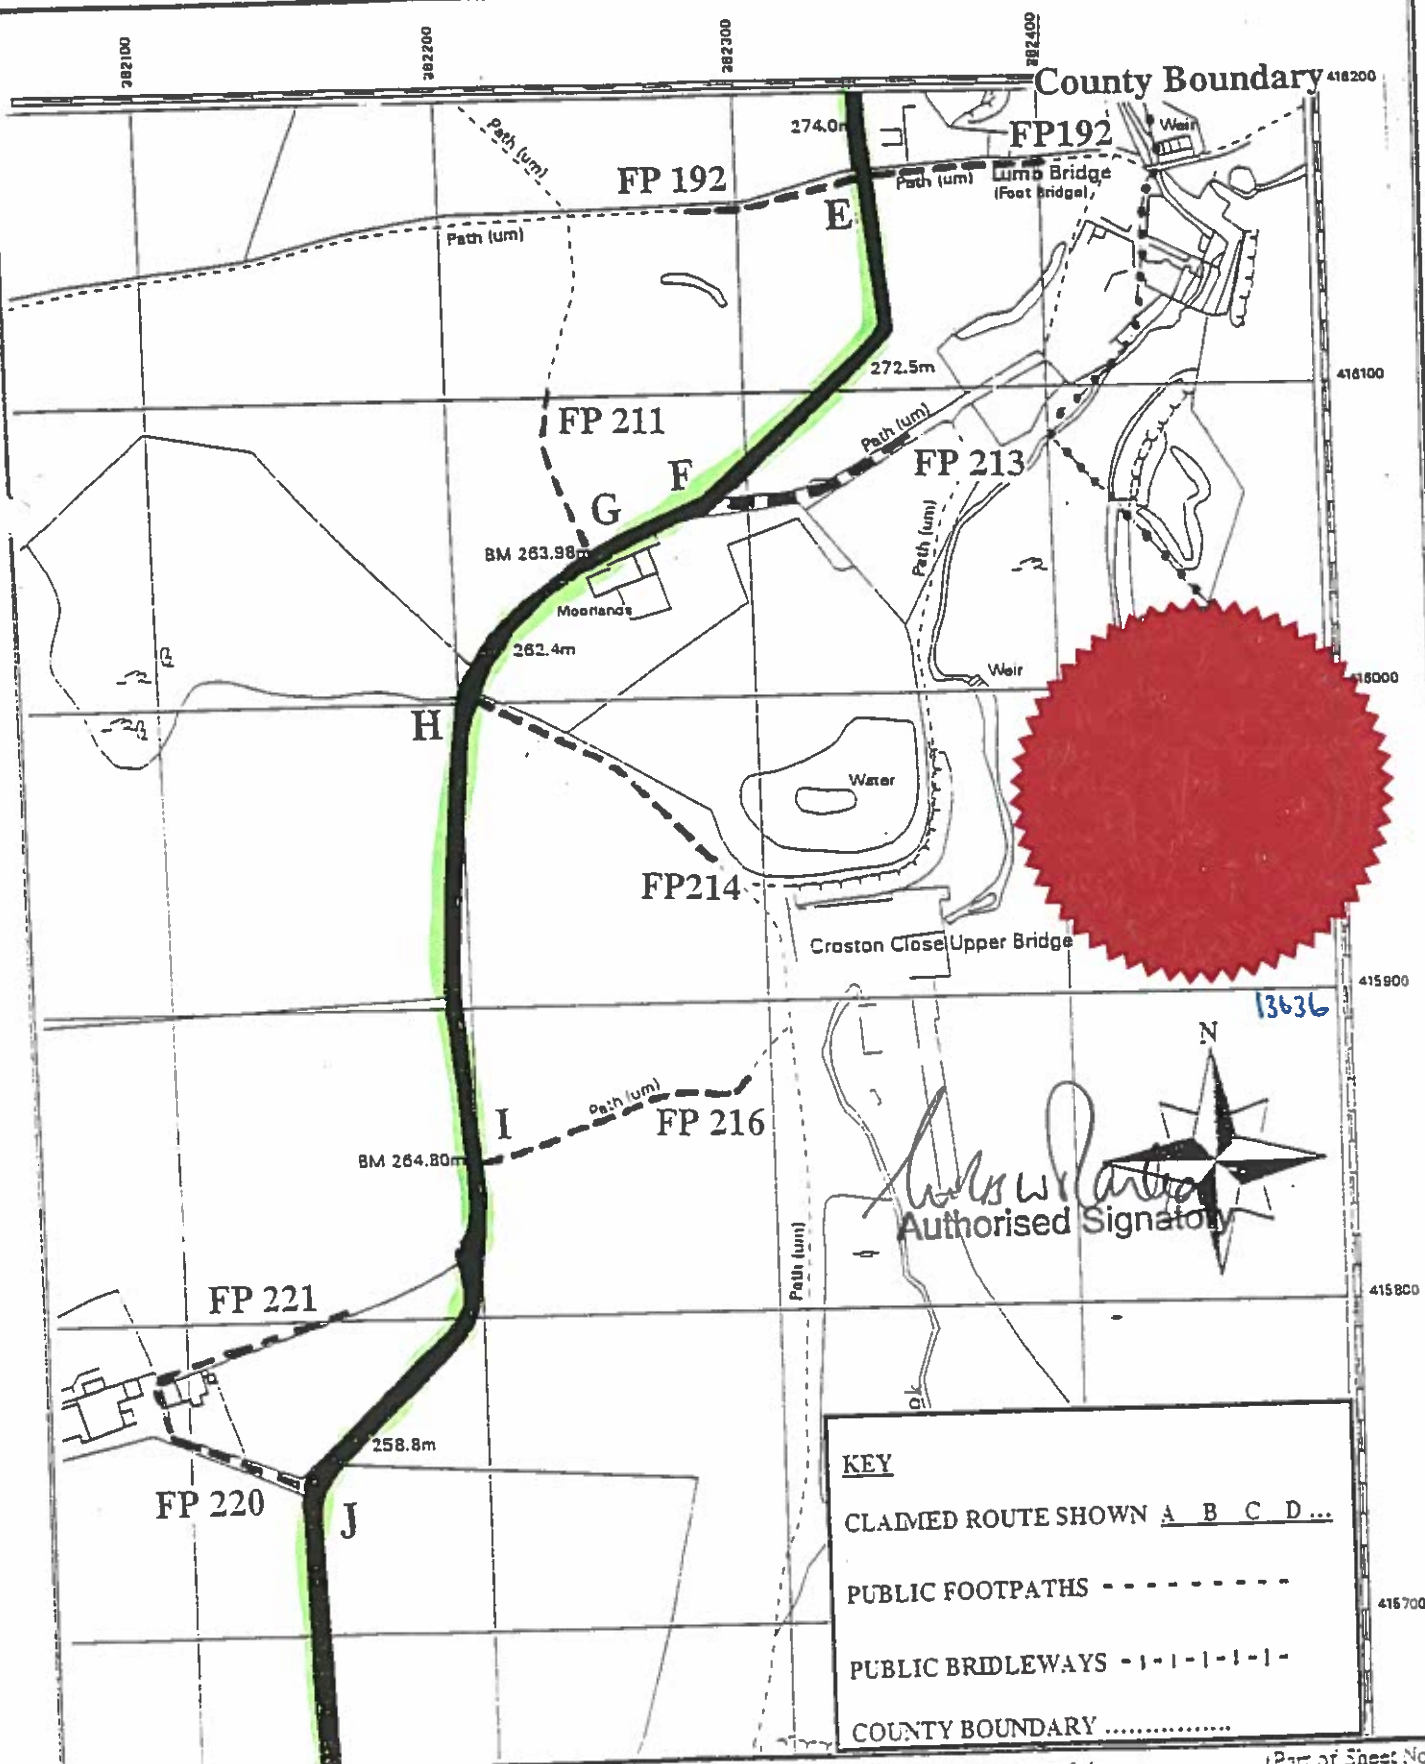 382100
382200
382300
382400
County Boundary
416200
274.0m
FP192
Weir
Path (um)
FP 192
Path (um)
Lumb Bridge
(Foot Bridge)
E
Path (um)
272.5m
416100
FP 211
Path (um)
F
FP 213
G
Path (um)
BM 263.98m
Moorlands
262.4m
Weir
416000
H
Water
FP214
Croston Close Upper Bridge
415900
13636
N
Path (um)
I
FP 216
BM 264.80m
Authorised Signatory
Path (um)
FP 221
415800
258.8m
FP 220
J
KEY
CLAIMED ROUTE SHOWN A B C D...
PUBLIC FOOTPATHS
PUBLIC BRIDLEWAYS
415700
COUNTY BOUNDARY ................
(Part of Sheet No